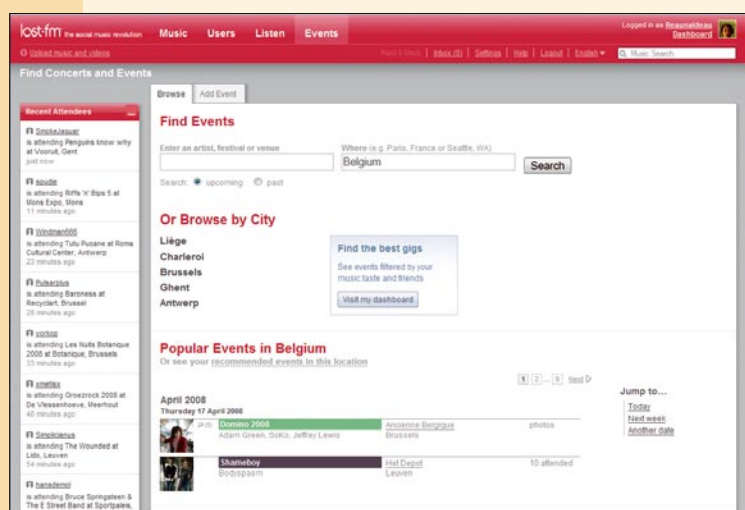 lost·fm the social music revolution
Music Users Listen Events
Logged in as Reaumaldeau
Dashboard
Upload music and videos
Inbox (0) | Settings | Help | Logout | English
Music Search
Find Concerts and Events
Browse Add Event
Recent Attendees
SmokeJaguar
is attending Penguins know why
at Vooruit, Gent
just now
is attending Riffs 'n' Bips 5 at
Mons Expo, Mons
11 minutes ago
Windman666
is attending Tutu Puoane at Roma
Cultural Center, Antwerp
23 minutes ago
Pulsarplus
is attending Baroness at
Recyclart, Brussel
28 minutes ago
vorkop
is attending Les Nuits Botanique
2008 at Botanique, Brussels
33 minutes ago
xmetisx
is attending Groezrock 2008 at
De Vlessenhoeve, Meerhout
48 minutes ago
Simplicianus
is attending The Wounded at
Lido, Leuven
54 minutes ago
hansdemol
is attending Bruce Springsteen &
The E Street Band at Sportpaleis,
Find Events
Enter an artist, festival or venue
Where (e.g. Paris, France or Seattle, WA)
Belgium
Search
Search: upcoming past
Or Browse by City
Liège
Charleroi
Brussels
Ghent
Antwerp
Find the best gigs
See events filtered by your
music taste and friends
Visit my dashboard
Popular Events in Belgium
Or see your recommended events in this location
1 2 ... 9 Next
April 2008
Thursday 17 April 2008
Domino 2008 Ancienne Belgique photos
Adam Green, SoKo, Jeffrey Lewis Brussels
Shameboy Het Depot 10 attended
Bodyspasm Leuven
Jump to...
Today
Next week
Another date